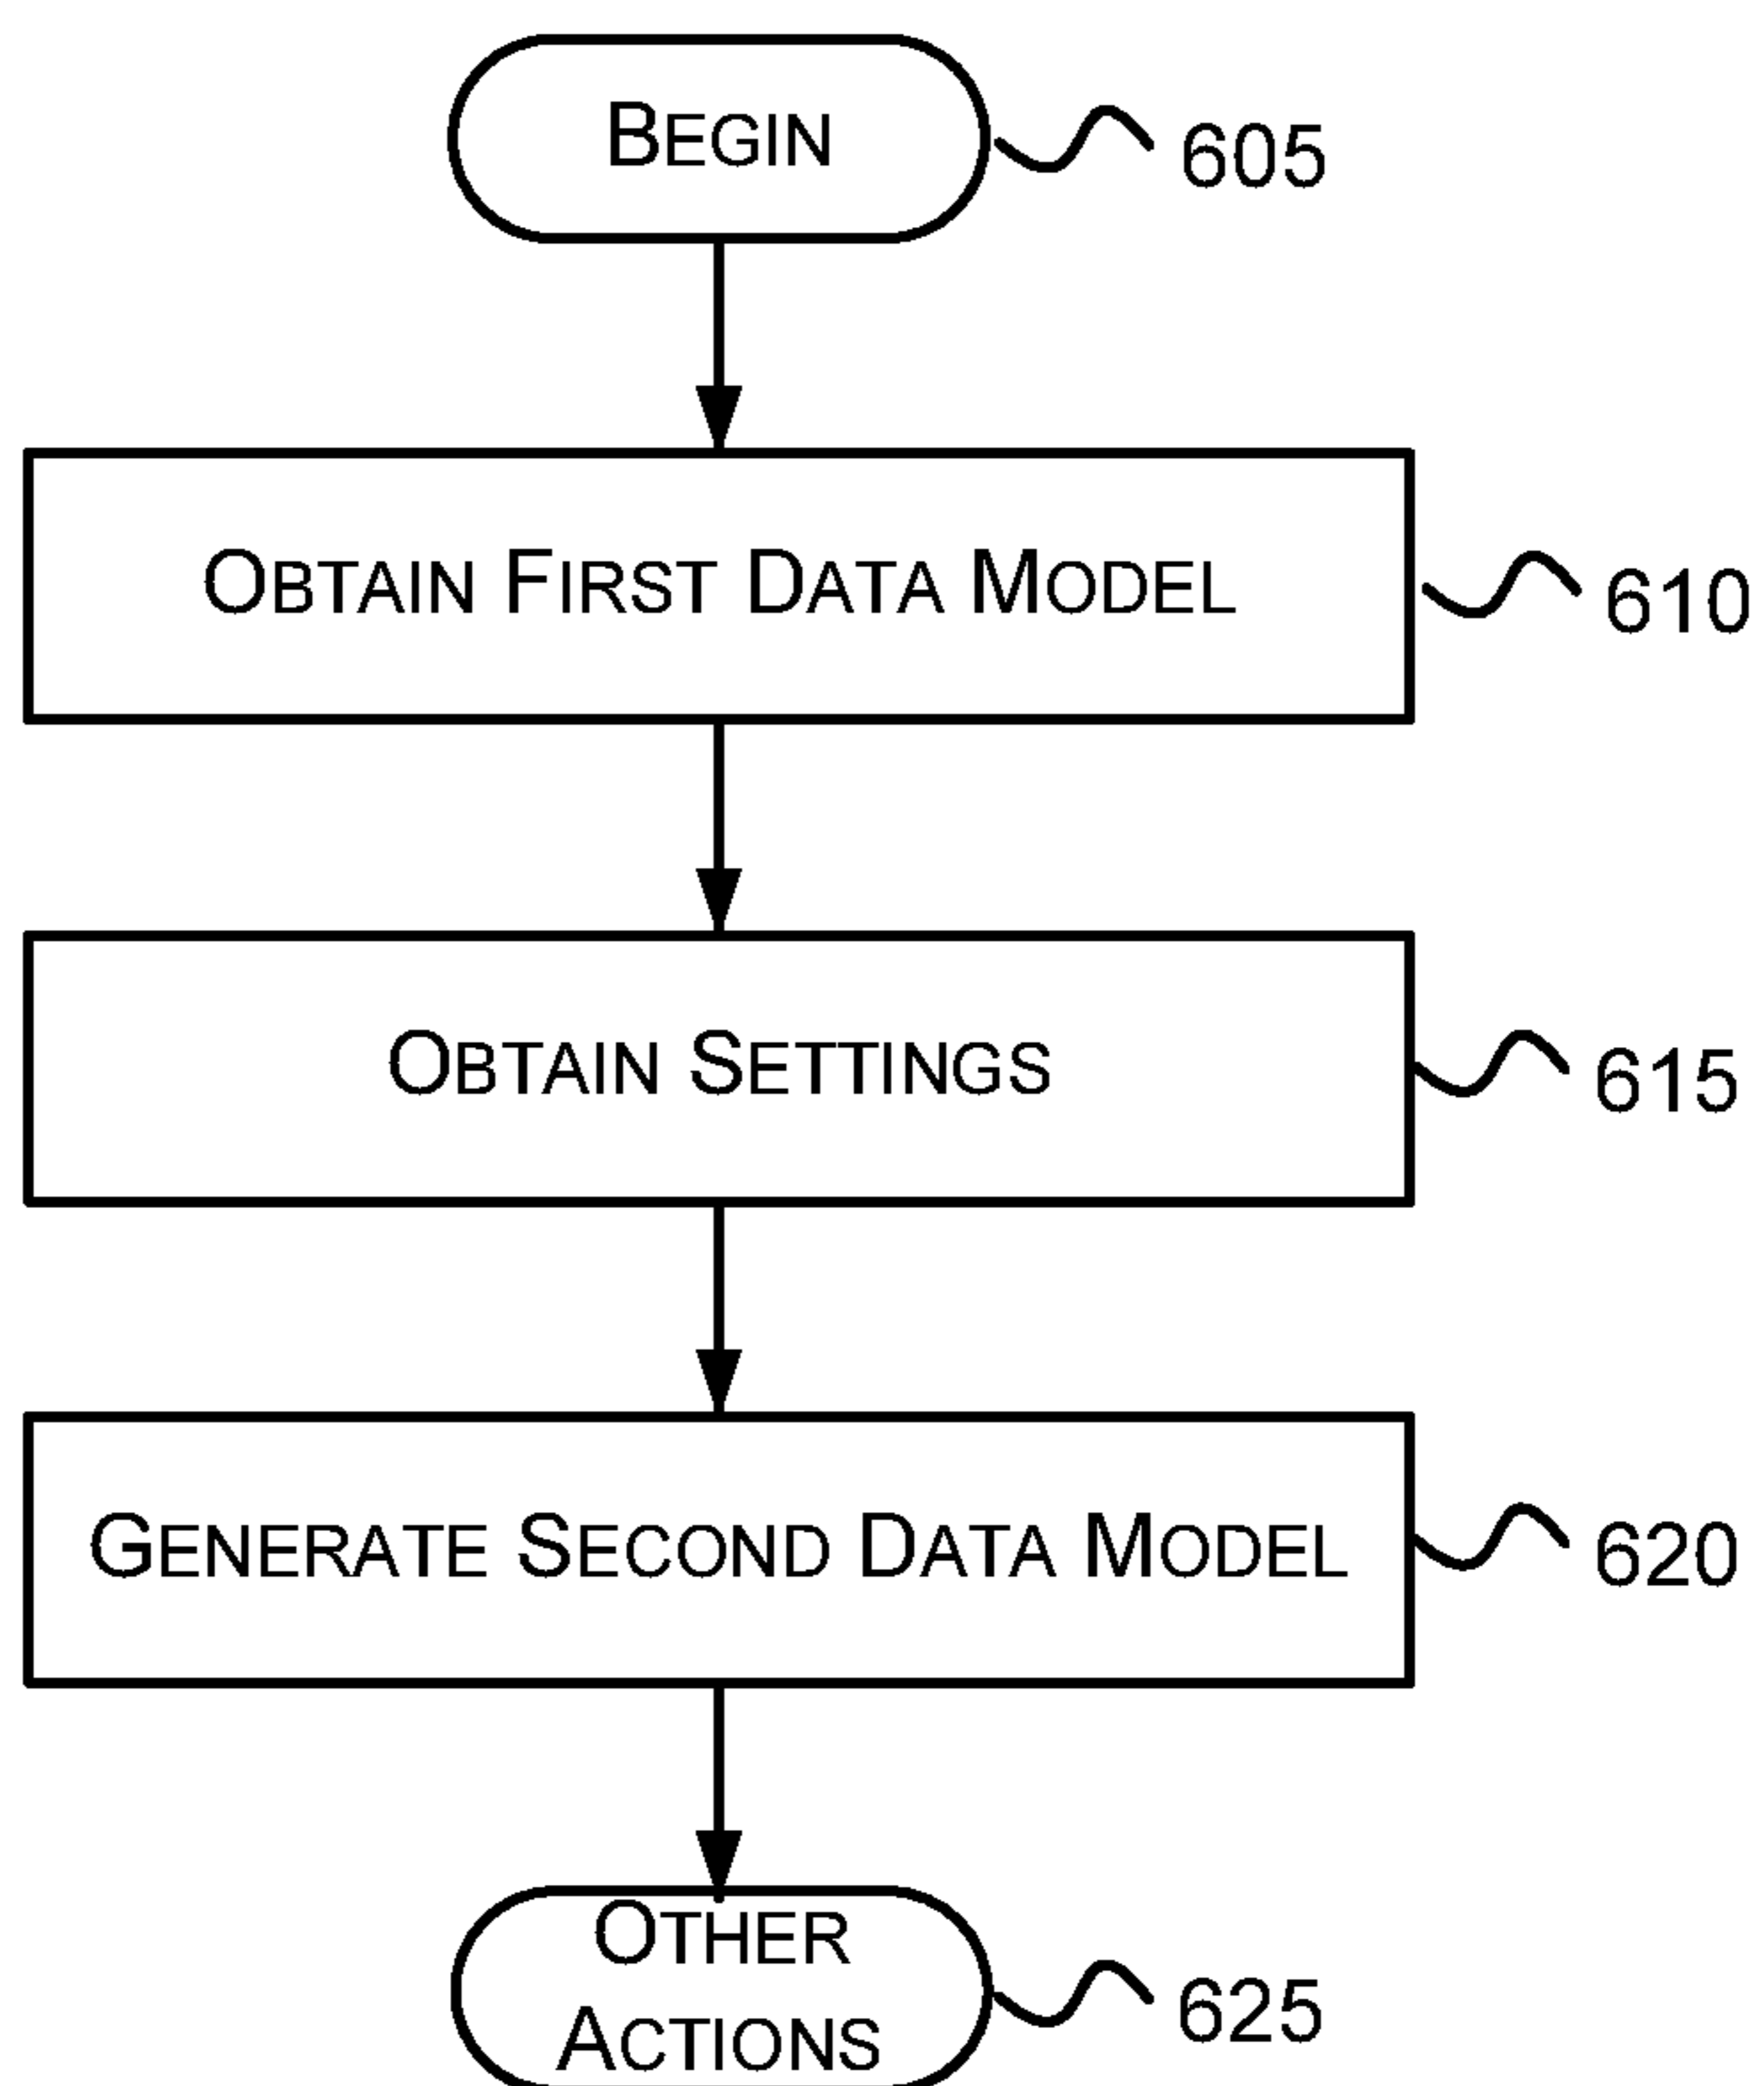 BEGIN
605
OBTAIN FIRST DATA MODEL
610
OBTAIN SETTINGS
615
GENERATE SECOND DATA MODEL
620
OTHER
ACTIONS
625